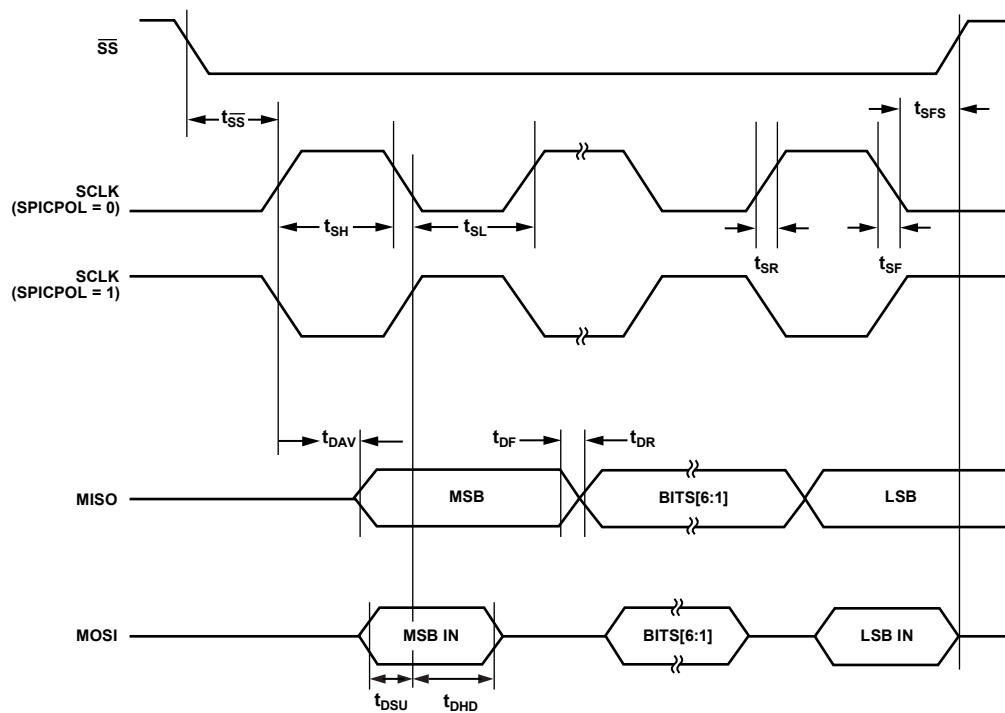 SS
tSS
tSFS
SCLK
(SPICPOL = 0)
tSH
tSL
tSR
tSF
SCLK
(SPICPOL = 1)
tDAV
tDF
tDR
MISO
MSB
BITS[6:1]
LSB
MOSI
MSB IN
BITS[6:1]
LSB IN
tDSU
tDHD